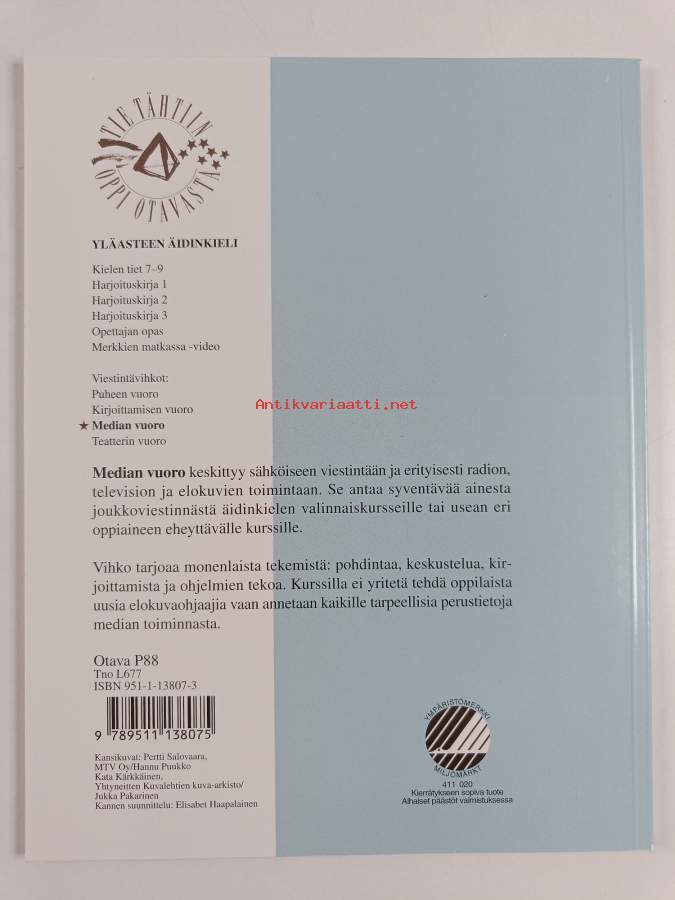 TIE TÄHTIIN
OPPI OTAVASTA
YLÄASTEEN ÄIDINKIELI
Kielen tiet 7–9
Harjoituskirja 1
Harjoituskirja 2
Harjoituskirja 3
Opettajan opas
Merkkien matkassa -video
Viestintävihkot:
Puheen vuoro
Kirjoittamisen vuoro
★ Median vuoro
Teatterin vuoro
Antikvariaatti.net
Median vuoro keskittyy sähköiseen viestintään ja erityisesti radion,
television ja elokuvien toimintaan. Se antaa syventävää ainesta
joukkoviestinnästä äidinkielen valinnaiskursseille tai usean eri
oppiaineen eheyttävälle kurssille.
Vihko tarjoaa monenlaista tekemistä: pohdintaa, keskustelua, kir-
joittamista ja ohjelmien tekoa. Kurssilla ei yritetä tehdä oppilaista
uusia elokuvaohjaajia vaan annetaan kaikille tarpeellisia perustietoja
median toiminnasta.
Otava P88
Tno L677
ISBN 951-1-13807-3
9 789511 138075
Kansikuvat: Pertti Salovaara,
MTV Oy/Hannu Puukko
Kata Kärkkäinen,
Yhtyneitten Kuvalehtien kuva-arkisto/
Jukka Pakarinen
Kannen suunnittelu: Elisabet Haapalainen
YMPÄRISTÖMERKKI
MILJÖMÄRKT
411 020
Kierrätykseen sopiva tuote
Alhaiset päästöt valmistuksessa